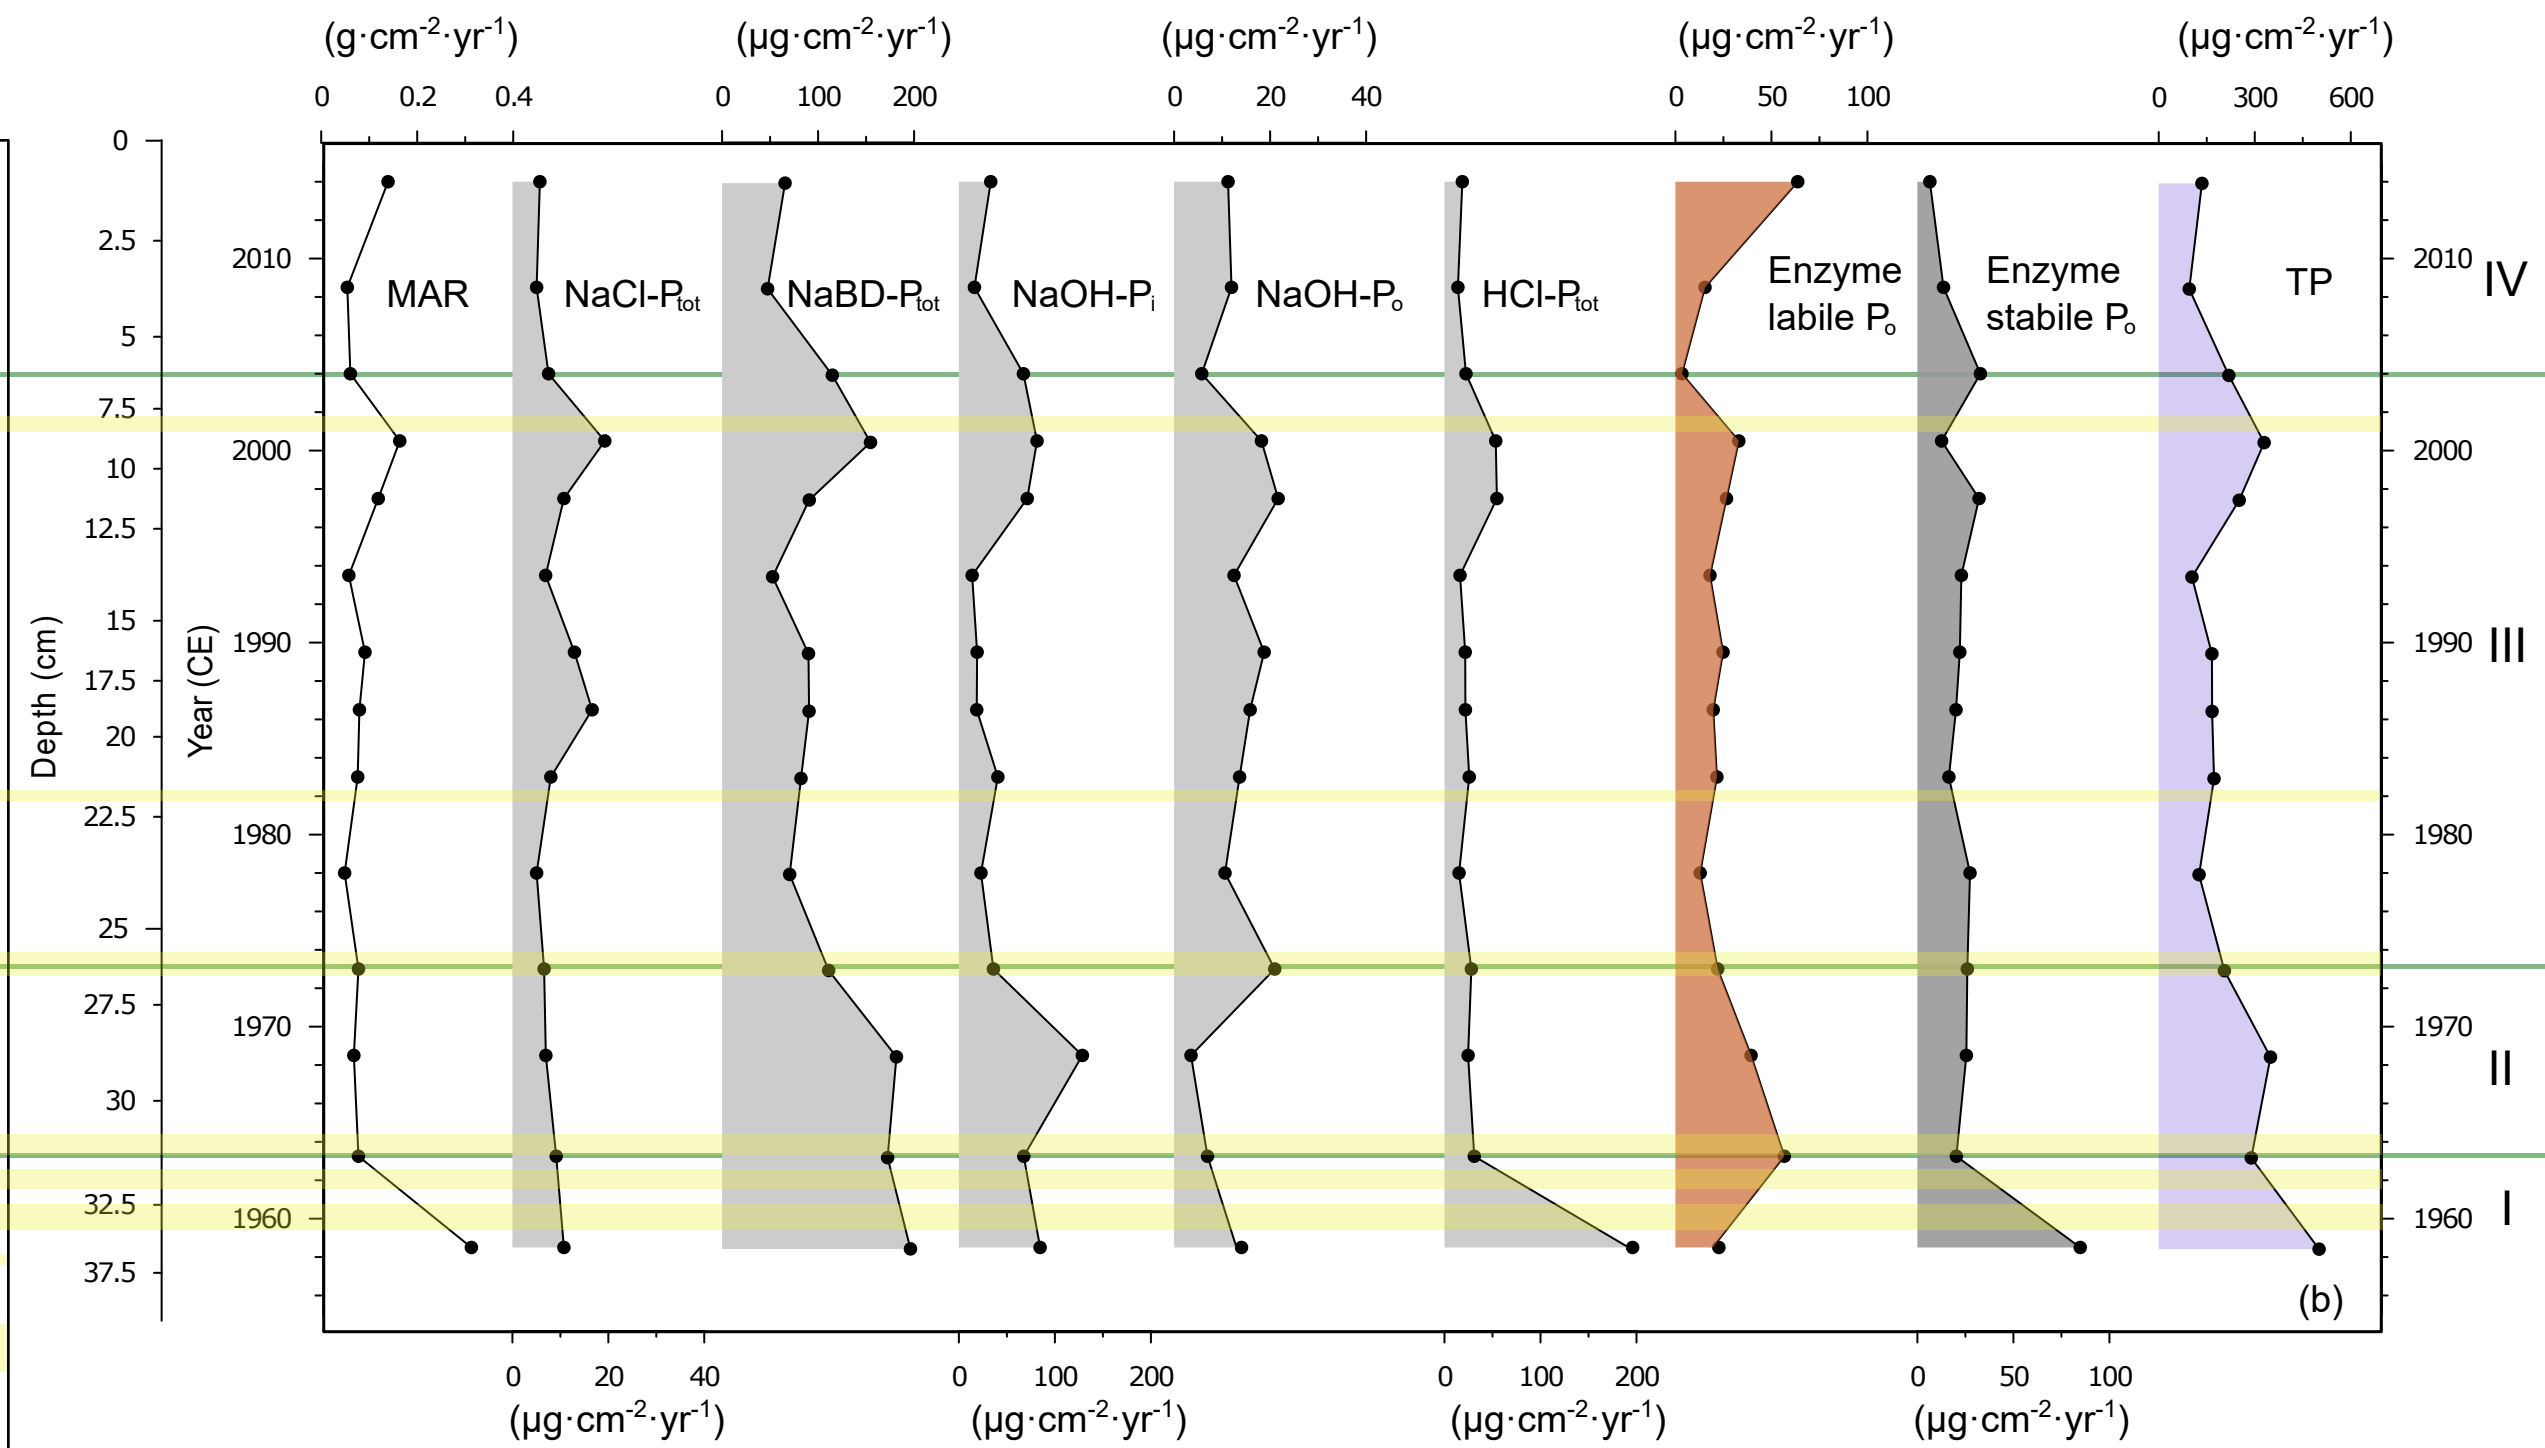 (g·cm-2·yr-1) (µg·cm-2·yr-1) (µg·cm-2·yr-1) (µg·cm-2·yr-1) (µg·cm-2·yr-1)
0 0.2 0.4 0 100 200 0 20 40 0 50 100 0 300 600
Depth (cm)
0
2.5
5
7.5
10
12.5
15
17.5
20
22.5
25
27.5
30
32.5
37.5
Year (CE)
2010
2000
1990
1980
1970
1960
MAR
NaCl-Ptot
NaBD-Ptot
NaOH-Pi
NaOH-Po
HCl-Ptot
Enzyme
labile Po
Enzyme
stabile Po
TP
2010
2000
1990
1980
1970
1960
IV
III
II
I
(b)
0 20 40 0 100 200 0 100 200 0 50 100
(µg·cm-2·yr-1) (µg·cm-2·yr-1) (µg·cm-2·yr-1) (µg·cm-2·yr-1)